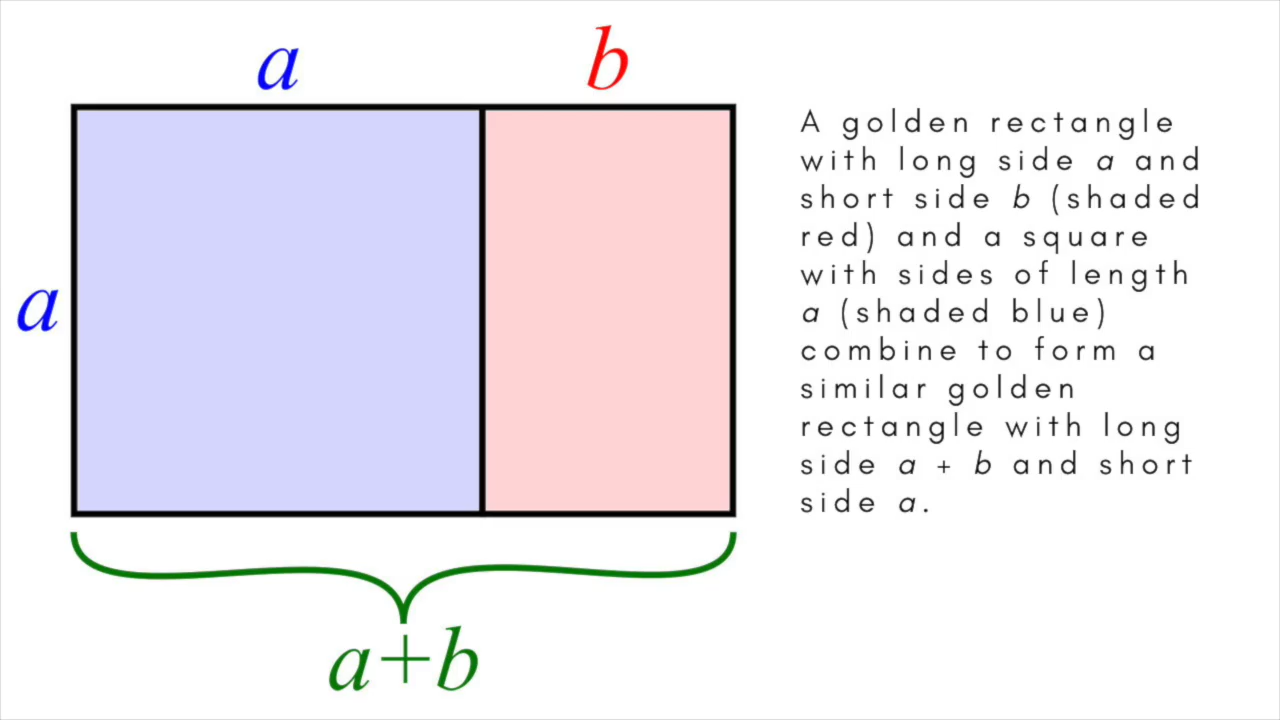 a
b
a
a+b
A golden rectangle
with long side a and
short side b (shaded
red) and a square
with sides of length
a (shaded blue)
combine to form a
similar golden
rectangle with long
side a + b and short
side a.